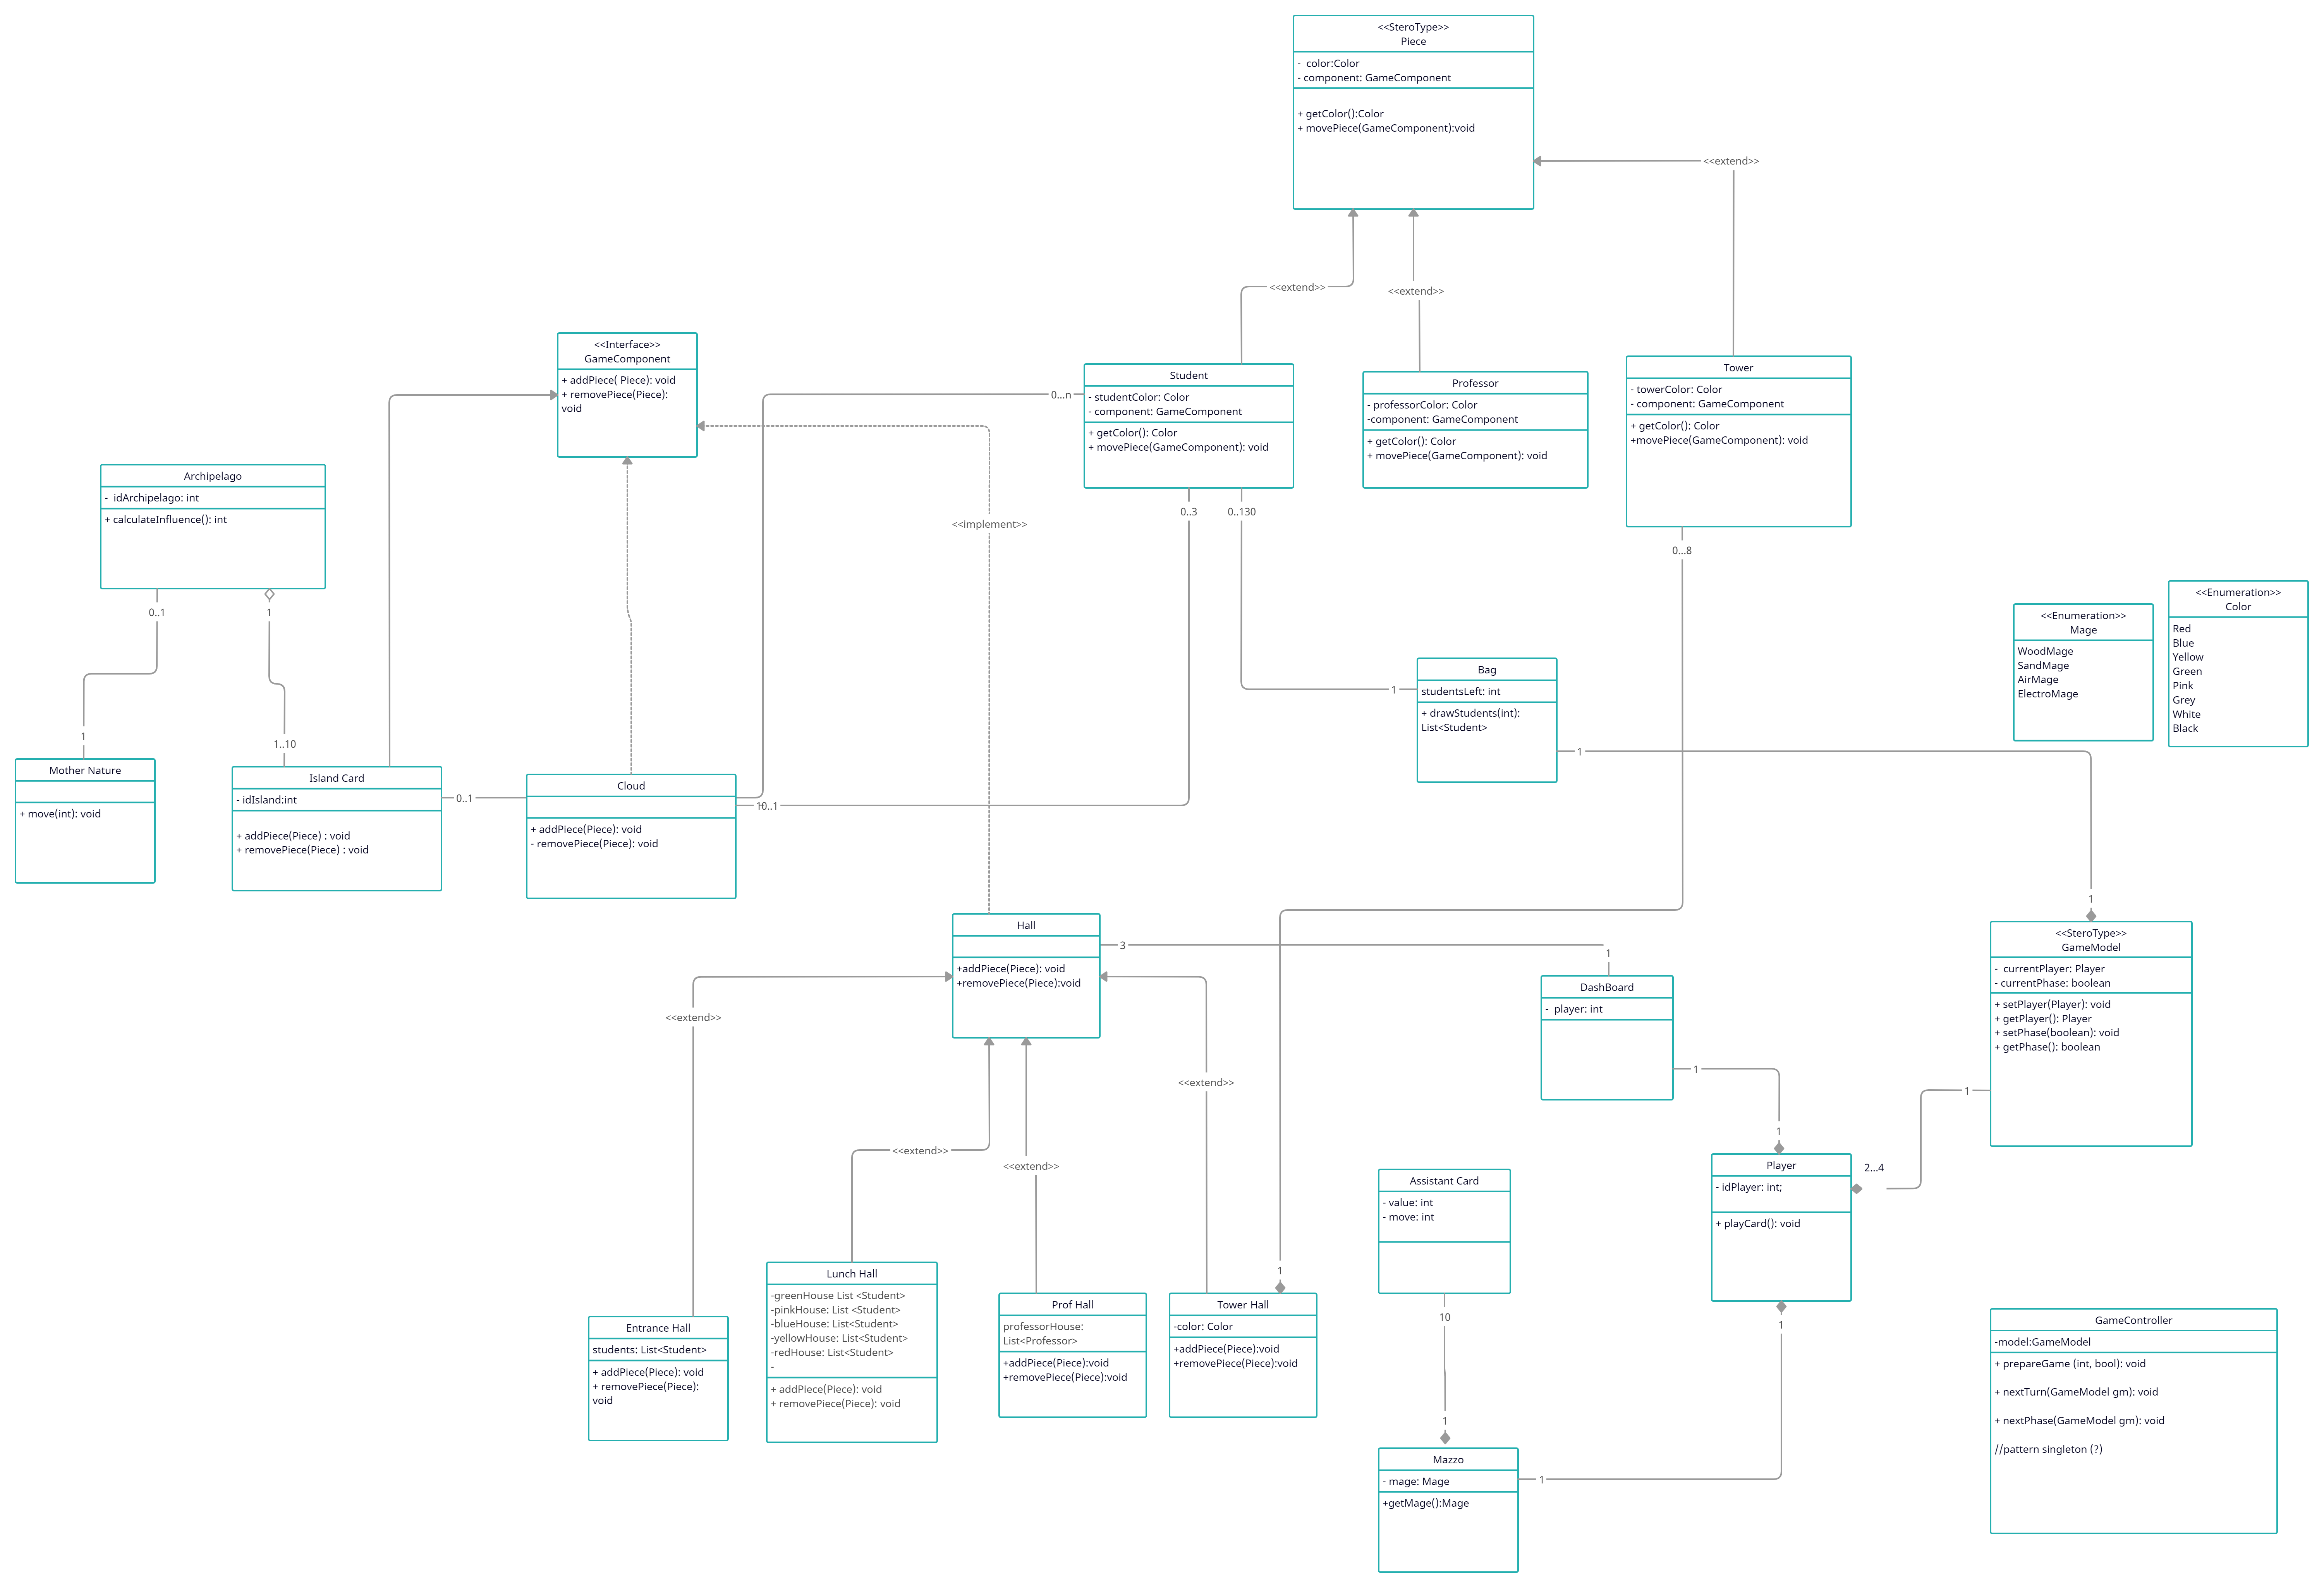 <<SteroType>>
Piece
-  color:Color
- component: GameComponent
+ getColor():Color
+ movePiece(GameComponent):void
<<extend>>
<<extend>>
<<extend>>
<<Interface>>
GameComponent
+ addPiece( Piece): void
+ removePiece(Piece):
void
Student
- studentColor: Color
- component: GameComponent
+ getColor(): Color
+ movePiece(GameComponent): void
0...n
0..3
0..130
Professor
- professorColor: Color
-component: GameComponent
+ getColor(): Color
+ movePiece(GameComponent): void
Tower
- towerColor: Color
- component: GameComponent
+ getColor(): Color
+movePiece(GameComponent): void
0...8
Archipelago
-  idArchipelago: int
+ calculateInfluence(): int
0..1
1
<<implement>>
1
1..10
Mother Nature
+ move(int): void
Island Card
- idIsland:int
+ addPiece(Piece) : void
+ removePiece(Piece) : void
0..1
Cloud
+ addPiece(Piece): void
- removePiece(Piece): void
Bag
studentsLeft: int
+ drawStudents(int):
List<Student>
1
1
<<Enumeration>>
Mage
WoodMage
SandMage
AirMage
ElectroMage
<<Enumeration>>
Color
Red
Blue
Yellow
Green
Pink
Grey
White
Black
1
<<SteroType>>
GameModel
-  currentPlayer: Player
- currentPhase: boolean
+ setPlayer(Player): void
+ getPlayer(): Player
+ setPhase(boolean): void
+ getPhase(): boolean
1
Hall
+addPiece(Piece): void
+removePiece(Piece):void
3
1
DashBoard
-  player: int
1
1
<<extend>>
<<extend>>
<<extend>>
<<extend>>
2...4
Player
- idPlayer: int;
+ playCard(): void
1
Assistant Card
- value: int
- move: int
10
1
Entrance Hall
students: List<Student>
+ addPiece(Piece): void
+ removePiece(Piece):
void
Lunch Hall
-greenHouse List <Student>
-pinkHouse: List <Student>
-blueHouse: List<Student>
-yellowHouse: List<Student>
-redHouse: List<Student>
-
+ addPiece(Piece): void
+ removePiece(Piece): void
Prof Hall
professorHouse:
List<Professor>
+addPiece(Piece):void
+removePiece(Piece):void
1
Tower Hall
-color: Color
+addPiece(Piece):void
+removePiece(Piece):void
Mazzo
- mage: Mage
+getMage():Mage
1
GameController
-model:GameModel
+ prepareGame (int, bool): void
+ nextTurn(GameModel gm): void
+ nextPhase(GameModel gm): void
//pattern singleton (?)